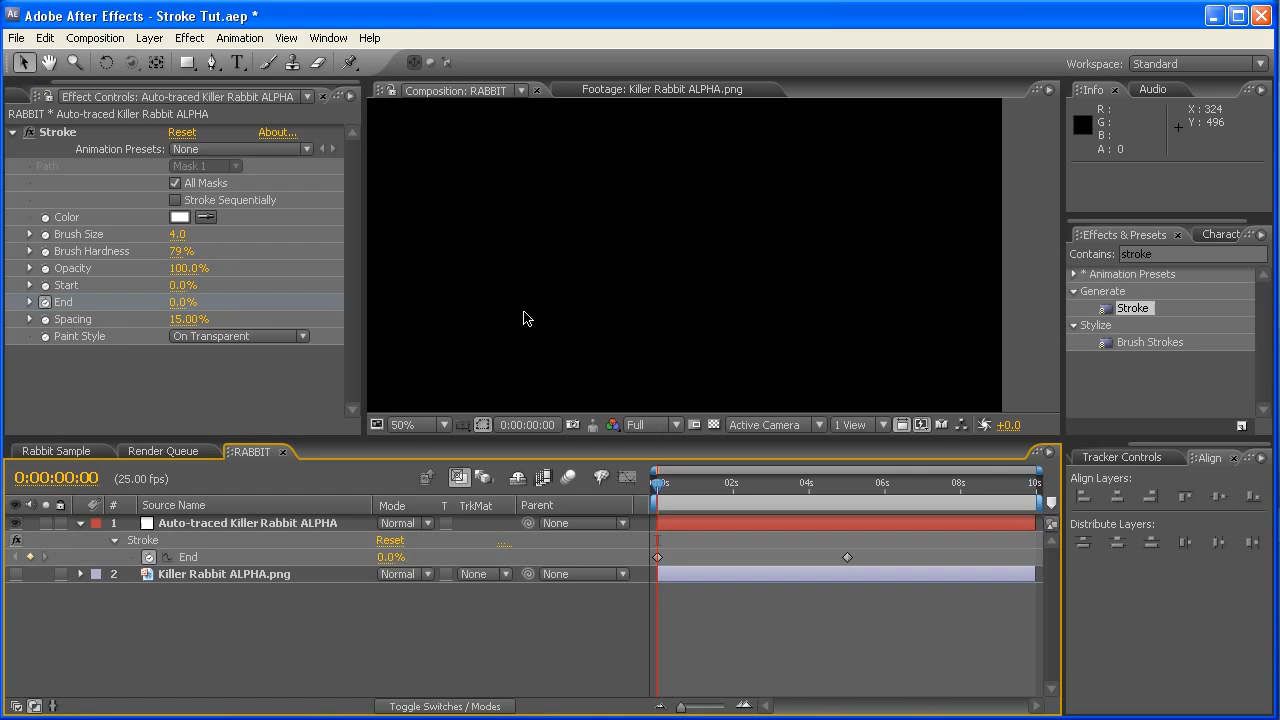 Adobe After Effects - Stroke Tut.aep *
File Edit Composition Layer Effect Animation View Window Help
Workspace: Standard
Effect Controls: Auto-traced Killer Rabbit ALPHA
RABBIT * Auto-traced Killer Rabbit ALPHA
Stroke Reset About...
Animation Presets: None
Path Mask 1
All Masks
Stroke Sequentially
Color
Brush Size 4.0
Brush Hardness 79 %
Opacity 100.0 %
Start 0.0 %
End 0.0 %
Spacing 15.00 %
Paint Style On Transparent
Composition: RABBIT Footage: Killer Rabbit ALPHA.png
50% 0:00:00:00 Full Active Camera 1 View +0.0
Info Audio
R : X : 324
G : Y : 496
B :
A : 0
Effects & Presets Charact
Contains: stroke
* Animation Presets
Generate
Stroke
Stylize
Brush Strokes
Rabbit Sample Render Queue RABBIT
0:00:00:00 (25.00 fps)
02s 04s 06s 08s 10s
# Source Name Mode T TrkMat Parent
1 Auto-traced Killer Rabbit ALPHA Normal None
Stroke Reset ...
End 0.0 %
2 Killer Rabbit ALPHA.png Normal None None
Toggle Switches / Modes
Tracker Controls Align
Align Layers:
Distribute Layers: